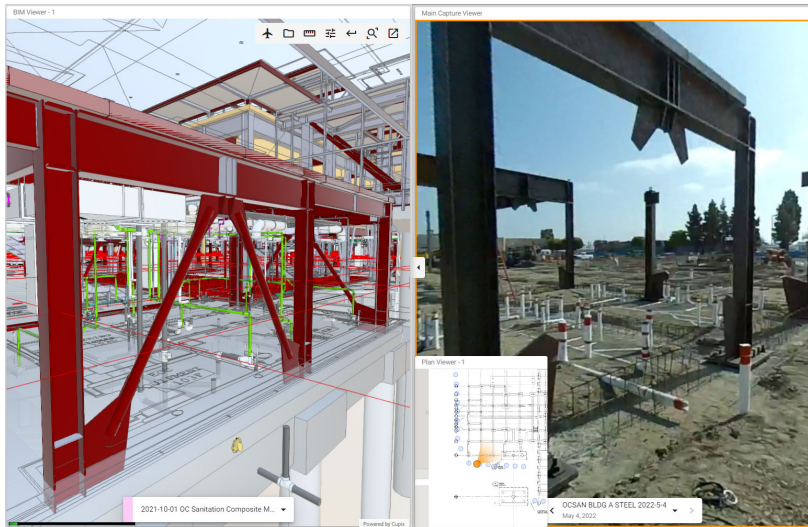 BIM Viewer - 1
Main Capture Viewer
Plan Viewer - 1
2021-10-01 OC Sanitation Composite M...
Powered by Cupix
OCSAN BLDG A STEEL 2022-5-4
May 4, 2022